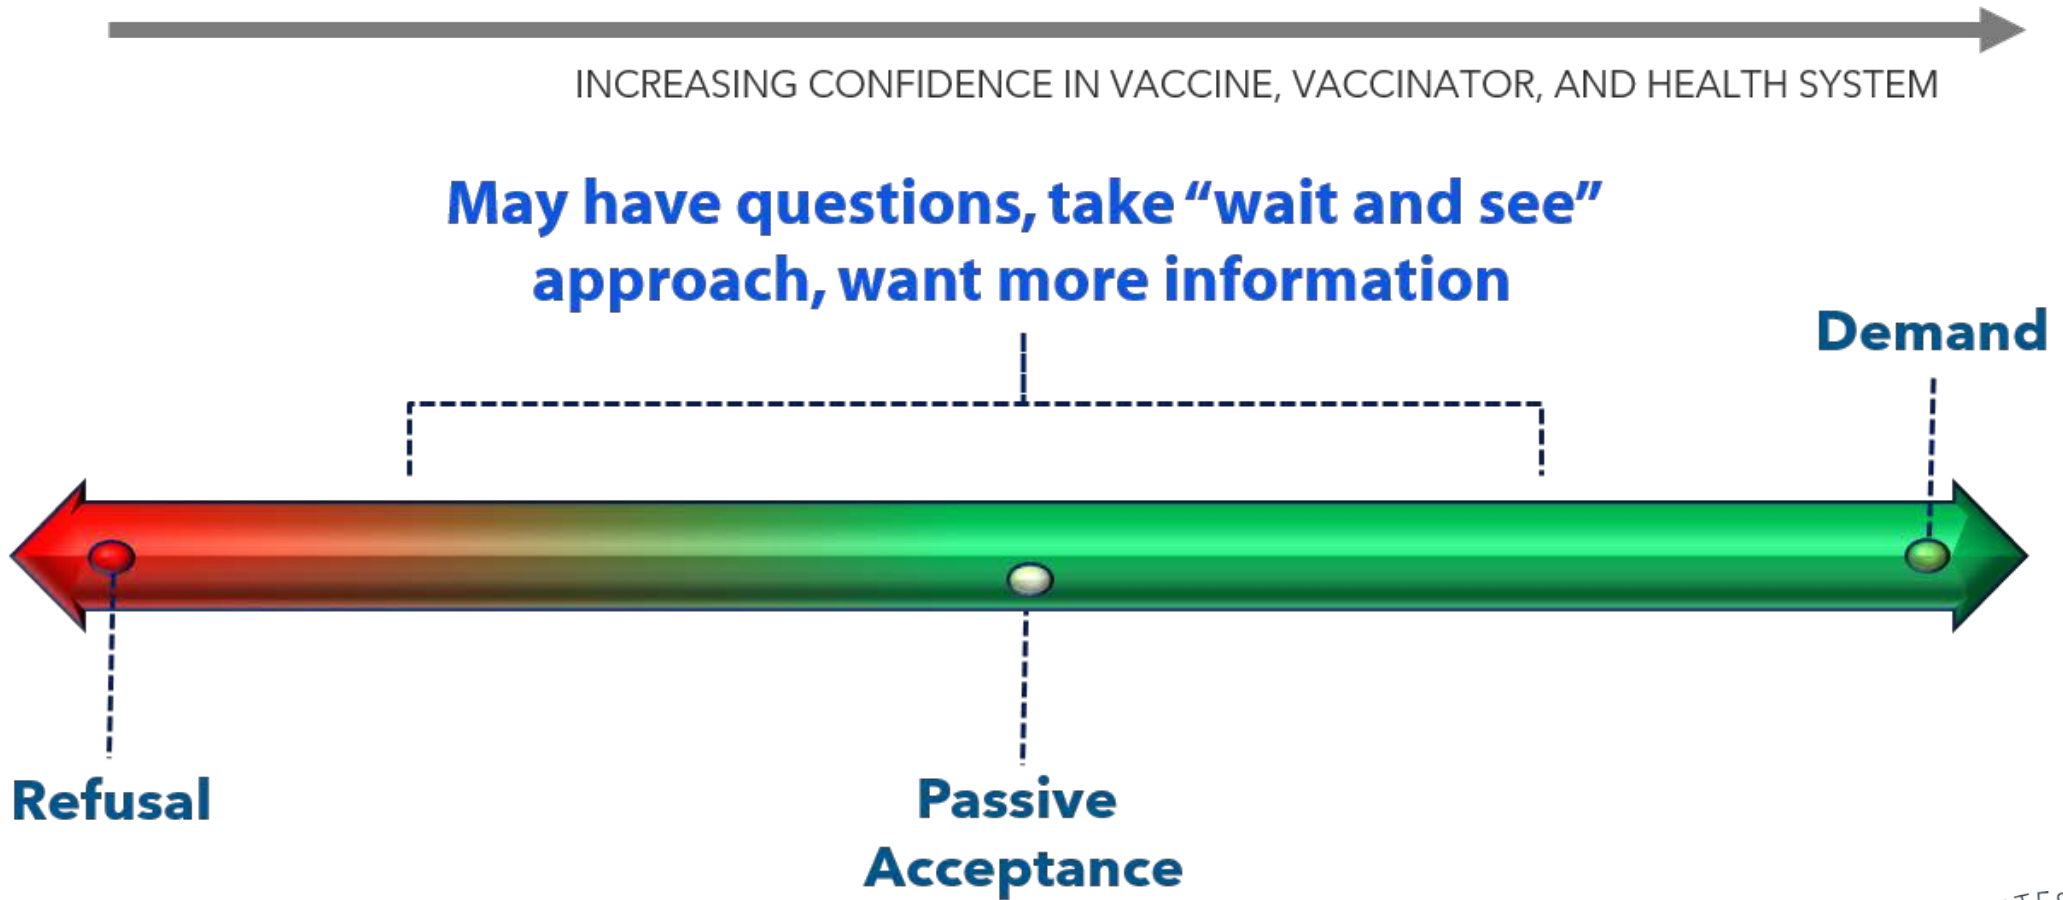 INCREASING CONFIDENCE IN VACCINE, VACCINATOR, AND HEALTH SYSTEM
May have questions, take “wait and see”
approach, want more information
Demand
Refusal
Passive
Acceptance